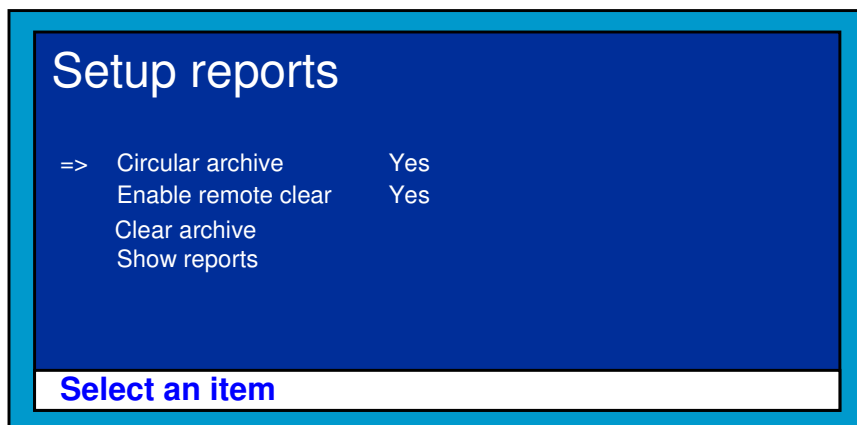 Setup reports
=> Circular archive Yes
Enable remote clear Yes
Clear archive
Show reports
Select an item